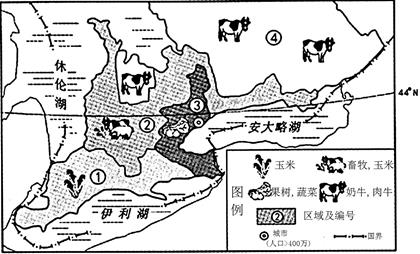 ④
休伦湖
③
44°N
②
安大略湖
①
伊利湖
图例
玉米
畜牧,玉米
果树,蔬菜
奶牛,肉牛
② 区域及编号
城市
(人口>400万)
国界